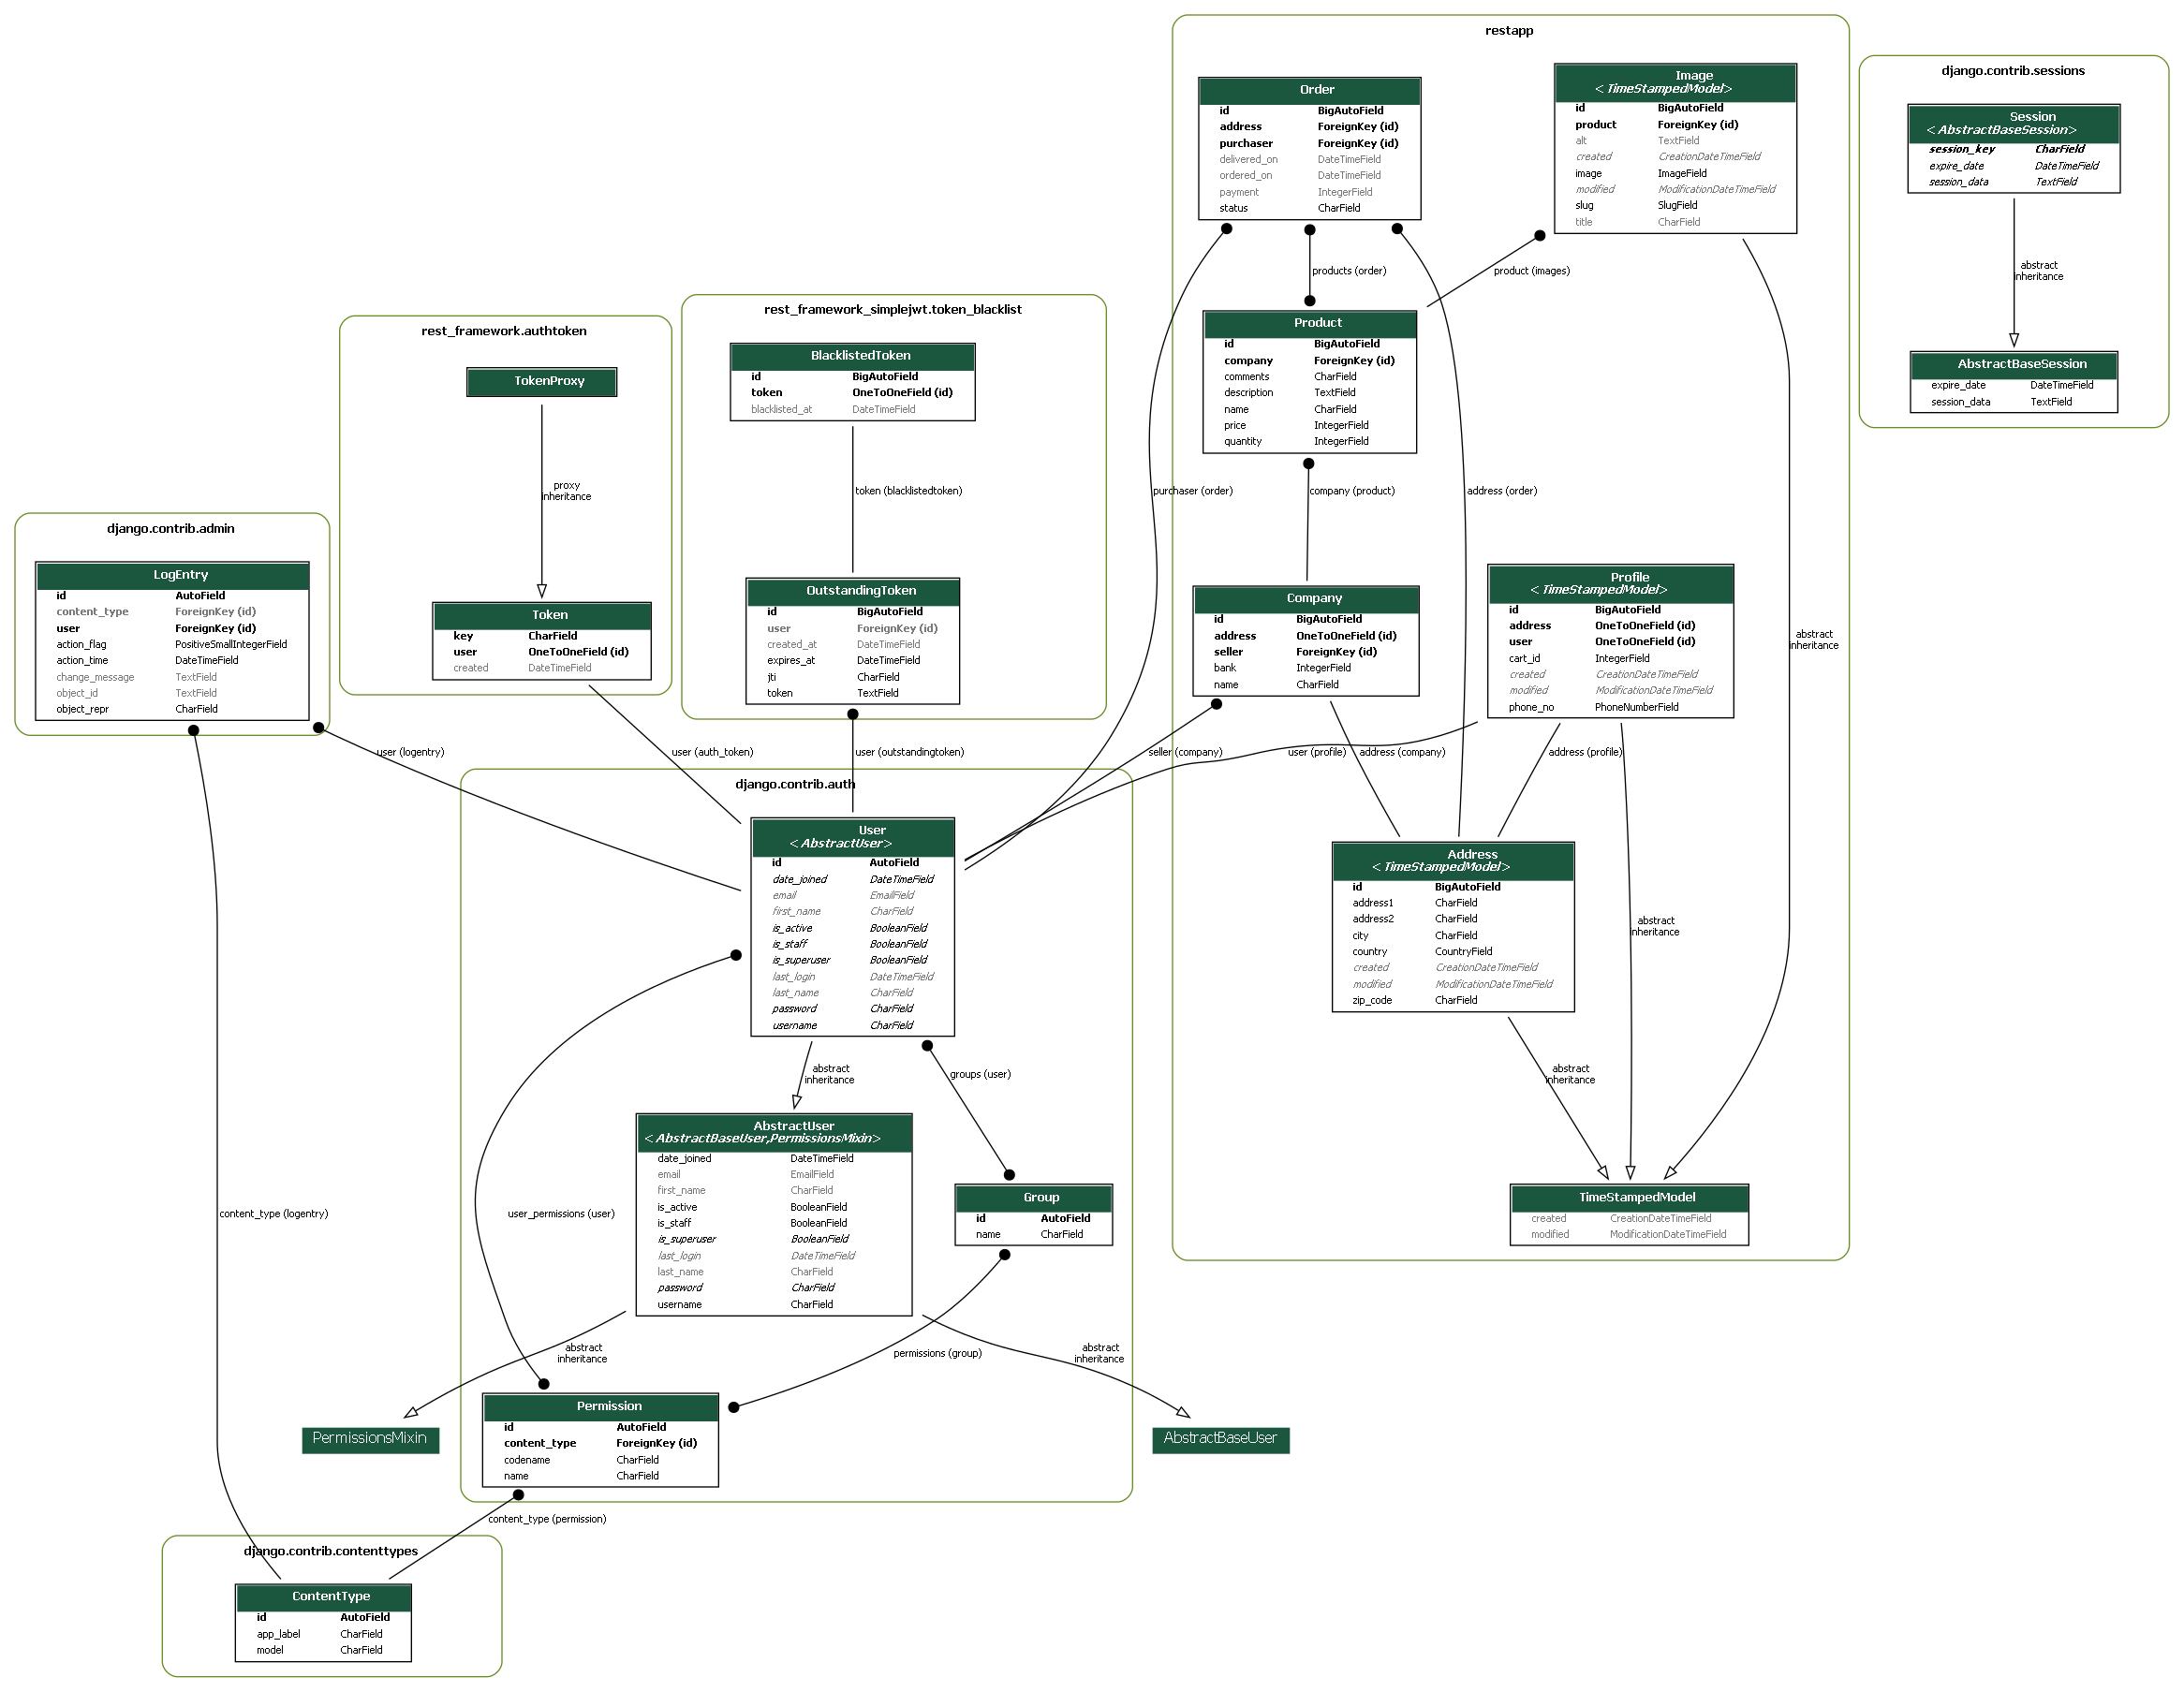 restapp
Order
id BigAutoField
address ForeignKey (id)
purchaser ForeignKey (id)
delivered_on DateTimeField
ordered_on DateTimeField
payment IntegerField
status CharField
Image
<TimeStampedModel>
id BigAutoField
product ForeignKey (id)
alt TextField
created CreationDateTimeField
image ImageField
modified ModificationDateTimeField
slug SlugField
title CharField
django.contrib.sessions
Session
<AbstractBaseSession>
session_key CharField
expire_date DateTimeField
session_data TextField
abstract
inheritance
AbstractBaseSession
expire_date DateTimeField
session_data TextField
products (order)
product (images)
Product
id BigAutoField
company ForeignKey (id)
comments CharField
description TextField
name CharField
price IntegerField
quantity IntegerField
rest_framework.authtoken
TokenProxy
proxy
inheritance
Token
key CharField
user OneToOneField (id)
created DateTimeField
rest_framework_simplejwt.token_blacklist
BlacklistedToken
id BigAutoField
token OneToOneField (id)
blacklisted_at DateTimeField
token (blacklistedtoken)
OutstandingToken
id BigAutoField
user ForeignKey (id)
created_at DateTimeField
expires_at DateTimeField
jti CharField
token TextField
purchaser (order)
company (product)
address (order)
django.contrib.admin
LogEntry
id AutoField
content_type ForeignKey (id)
user ForeignKey (id)
action_flag PositiveSmallIntegerField
action_time DateTimeField
change_message TextField
object_id TextField
object_repr CharField
Company
id BigAutoField
address OneToOneField (id)
seller ForeignKey (id)
bank IntegerField
name CharField
Profile
<TimeStampedModel>
id BigAutoField
address OneToOneField (id)
user OneToOneField (id)
cart_id IntegerField
created CreationDateTimeField
modified ModificationDateTimeField
phone_no PhoneNumberField
abstract
inheritance
user (logentry)
user (auth_token)
user (outstandingtoken)
seller (company)
user (profile)
address (company)
address (profile)
django.contrib.auth
User
<AbstractUser>
id AutoField
date_joined DateTimeField
email EmailField
first_name CharField
is_active BooleanField
is_staff BooleanField
is_superuser BooleanField
last_login DateTimeField
last_name CharField
password CharField
username CharField
Address
<TimeStampedModel>
id BigAutoField
address1 CharField
address2 CharField
city CharField
country CountryField
created CreationDateTimeField
modified ModificationDateTimeField
zip_code CharField
abstract
inheritance
abstract
inheritance
groups (user)
abstract
inheritance
AbstractUser
<AbstractBaseUser,PermissionsMixin>
date_joined DateTimeField
email EmailField
first_name CharField
is_active BooleanField
is_staff BooleanField
is_superuser BooleanField
last_login DateTimeField
last_name CharField
password CharField
username CharField
Group
id AutoField
name CharField
TimeStampedModel
created CreationDateTimeField
modified ModificationDateTimeField
content_type (logentry)
user_permissions (user)
abstract
inheritance
permissions (group)
abstract
inheritance
PermissionsMixin
Permission
id AutoField
content_type ForeignKey (id)
codename CharField
name CharField
AbstractBaseUser
content_type (permission)
django.contrib.contenttypes
ContentType
id AutoField
app_label CharField
model CharField